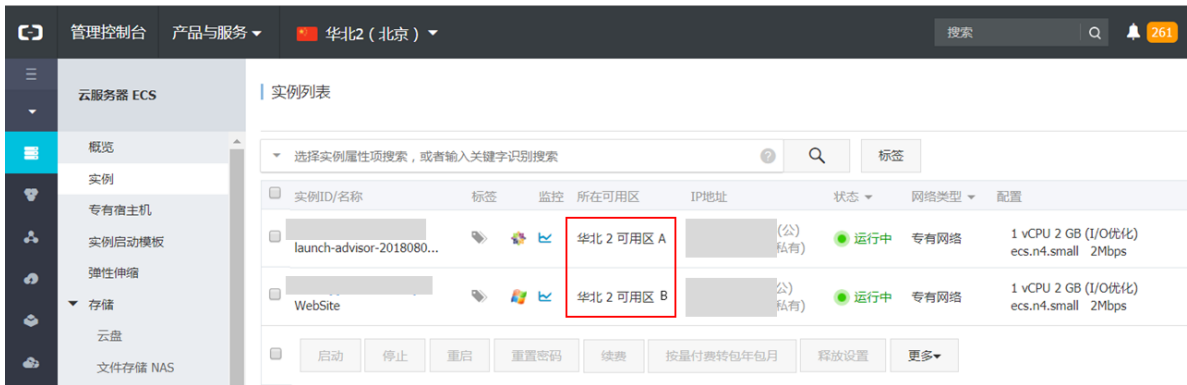 管理控制台 产品与服务 华北2（北京） 搜索 261
云服务器 ECS
实例列表
概览
选择实例属性项搜索，或者输入关键字识别搜索 ? 标签
实例
实例ID/名称 标签 监控 所在可用区 IP地址 状态 网络类型 配置
专有宿主机
实例启动模板
launch-advisor-2018080... 华北 2 可用区 A (公) 私有) 运行中 专有网络 1 vCPU 2 GB (I/O优化)
ecs.n4.small 2Mbps
弹性伸缩
存储
WebSite 华北 2 可用区 B 公) 私有) 运行中 专有网络 1 vCPU 2 GB (I/O优化)
ecs.n4.small 2Mbps
云盘
启动 停止 重启 重置密码 续费 按量付费转包年包月 释放设置 更多
文件存储 NAS